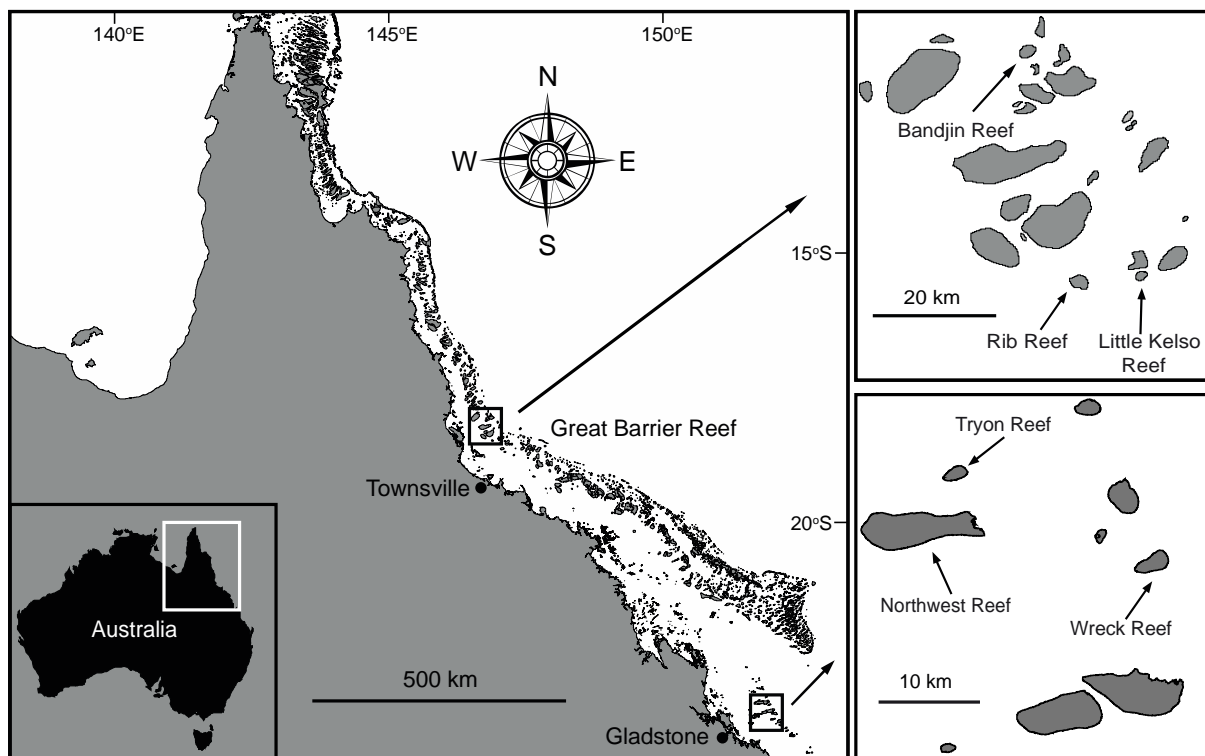 140°E
145°E
150°E
N
W
E
S
15°S
Great Barrier Reef
Townsville
20°S
Australia
500 km
Gladstone
Bandjin Reef
20 km
Rib Reef
Little Kelso
Reef
Tryon Reef
Northwest Reef
Wreck Reef
10 km